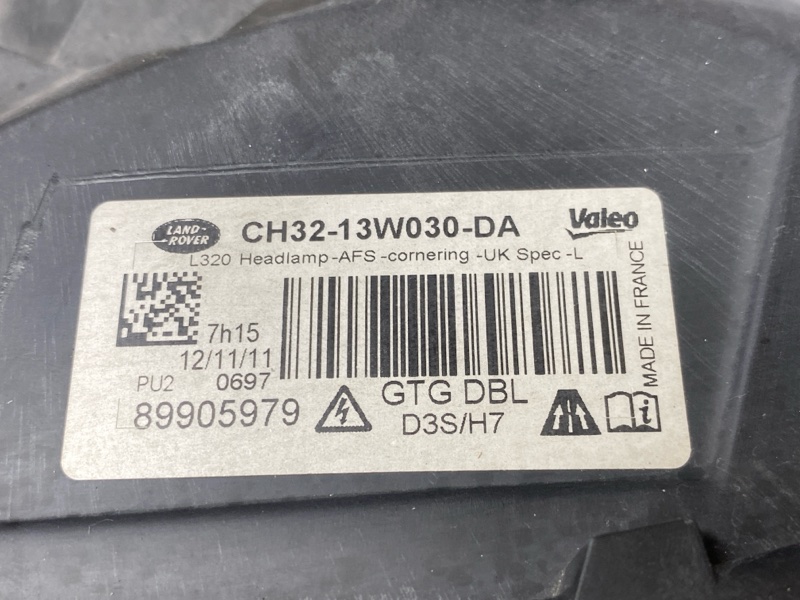 LAND-
ROVER
CH32-13W030-DA
Valeo
L320 Headlamp-AFS-cornering-UK Spec-L
7h15
12/11/11
PU2 0697
89905979
GTG DBL
D3S/H7
MADE IN FRANCE